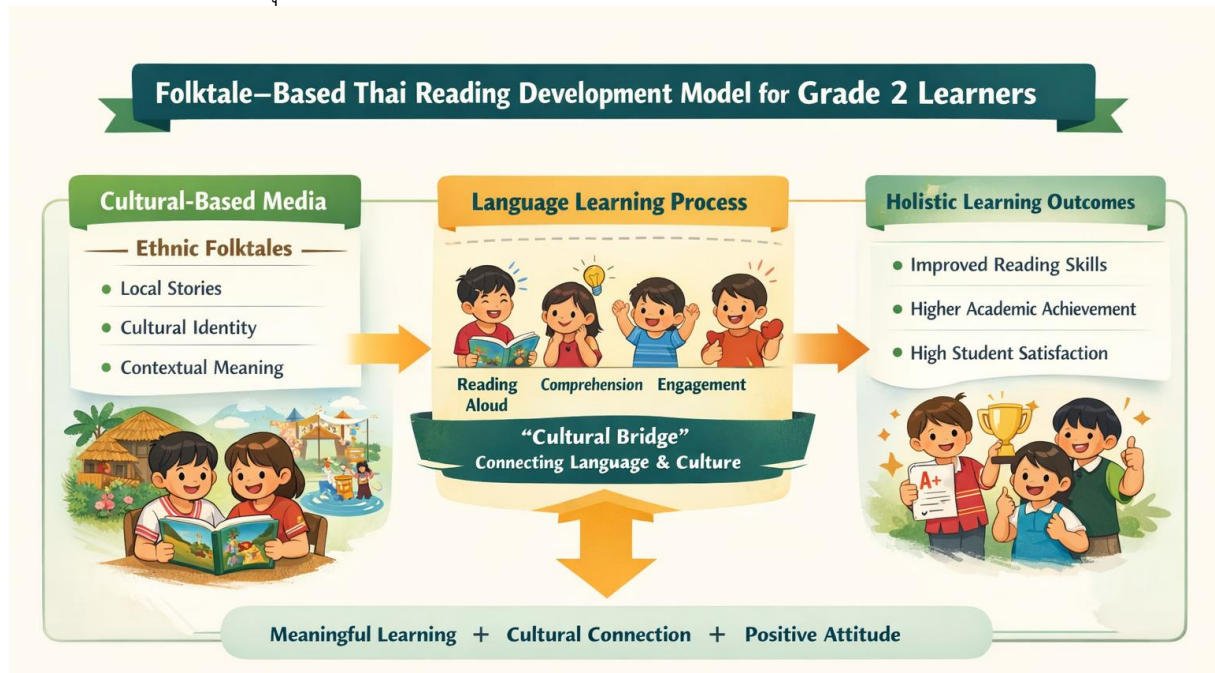 Folktale–Based Thai Reading Development Model for Grade 2 Learners
Cultural-Based Media
Ethnic Folktales
• Local Stories
• Cultural Identity
• Contextual Meaning
Language Learning Process
Reading Aloud
Comprehension
Engagement
“Cultural Bridge”
Connecting Language & Culture
Holistic Learning Outcomes
• Improved Reading Skills
• Higher Academic Achievement
• High Student Satisfaction
A+
Meaningful Learning + Cultural Connection + Positive Attitude